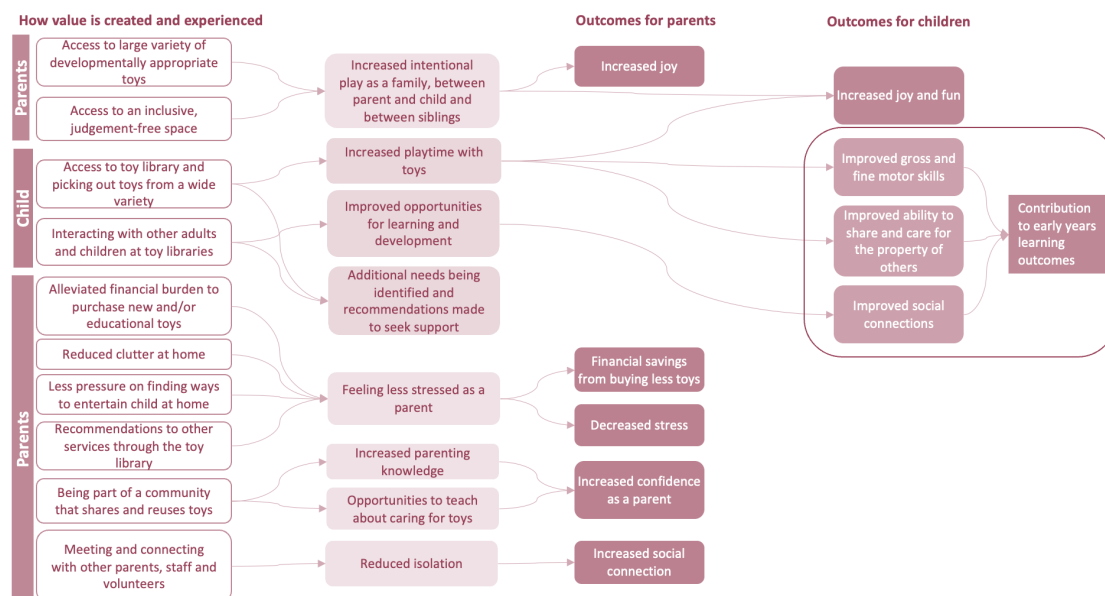 How value is created and experienced
Outcomes for parents
Outcomes for children
Parents
Access to large variety of
developmentally appropriate
toys
Access to an inclusive,
judgement-free space
Increased intentional
play as a family, between
parent and child and
between siblings
Increased joy
Increased joy and fun
Child
Access to toy library and
picking out toys from a wide
variety
Interacting with other adults
and children at toy libraries
Increased playtime with
toys
Improved opportunities
for learning and
development
Additional needs being
identified and
recommendations made
to seek support
Improved gross and
fine motor skills
Improved ability to
share and care for
the property of
others
Improved social
connections
Contribution
to early years
learning
outcomes
Parents
Alleviated financial burden to
purchase new and/or
educational toys
Reduced clutter at home
Less pressure on finding ways
to entertain child at home
Recommendations to other
services through the toy
library
Being part of a community
that shares and reuses toys
Meeting and connecting
with other parents, staff and
volunteers
Feeling less stressed as a
parent
Increased parenting
knowledge
Opportunities to teach
about caring for toys
Reduced isolation
Financial savings
from buying less toys
Decreased stress
Increased confidence
as a parent
Increased social
connection